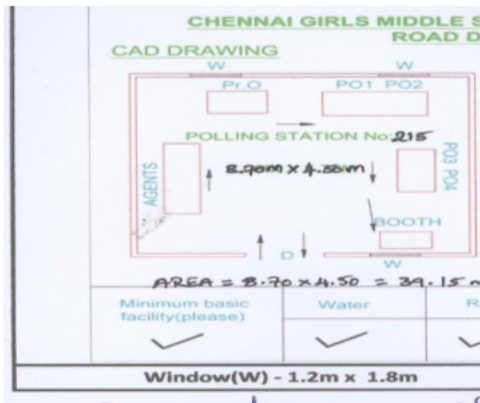 CHENNAI GIRLS MIDDLE S
ROAD D
CAD DRAWING
W
W
Pr.O
PO1 PO2
POLLING STATION No: 215
AGENTS
8.70m x 4.50m
PO3 PO4
BOOTH
D
W
AREA = 8.70 x 4.50 = 39.15 m
Minimum basic
facility(please)
Water
R
Window(W) - 1.2m x 1.8m